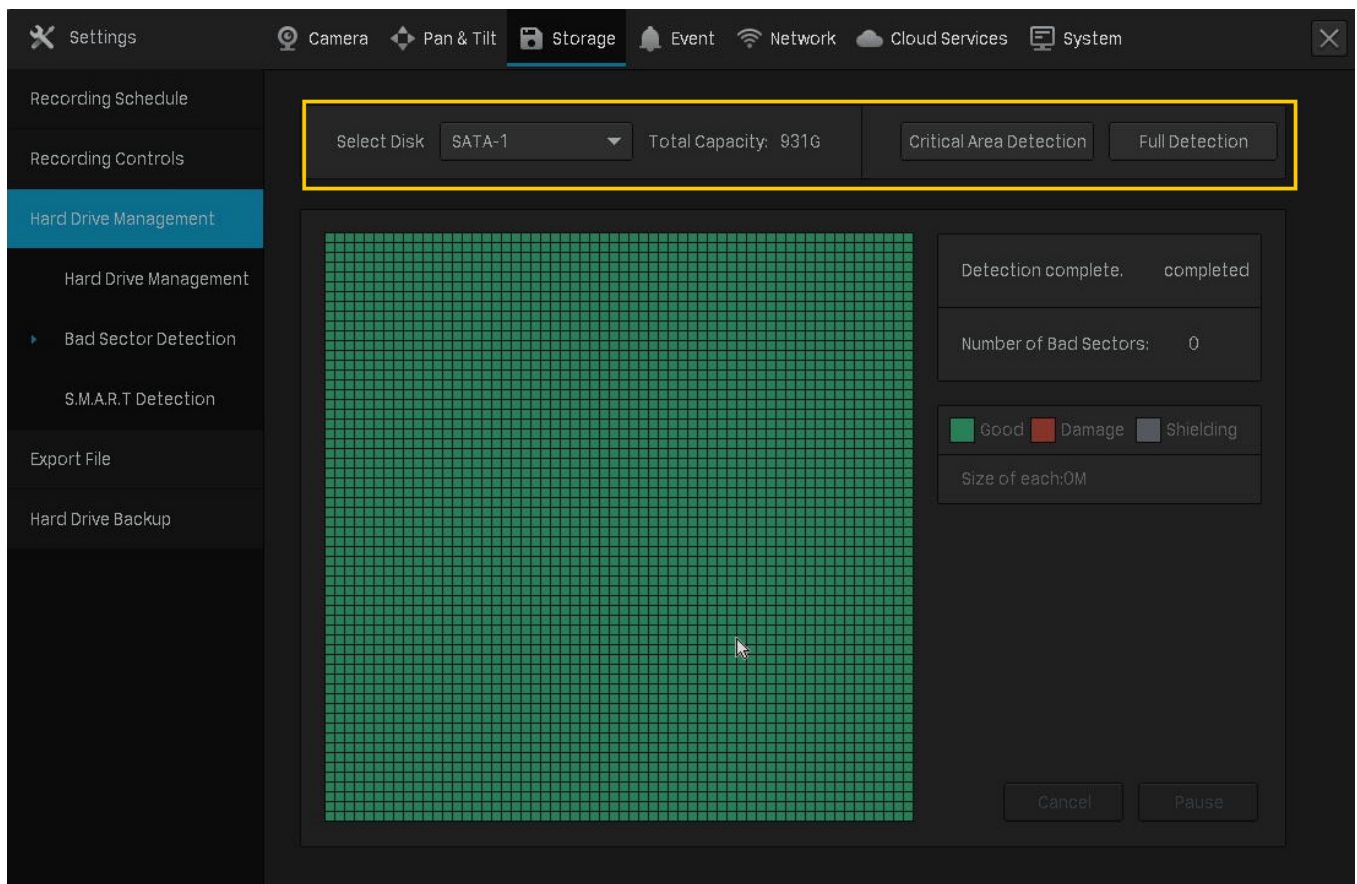 Settings
Camera
Pan & Tilt
Storage
Event
Network
Cloud Services
System
Recording Schedule
Recording Controls
Hard Drive Management
Hard Drive Management
Bad Sector Detection
S.M.A.R.T Detection
Export File
Hard Drive Backup
Select Disk SATA-1 Total Capacity: 931G Critical Area Detection Full Detection
Detection complete. completed
Number of Bad Sectors: 0
Good Damage Shielding
Size of each:0M
Cancel Pause